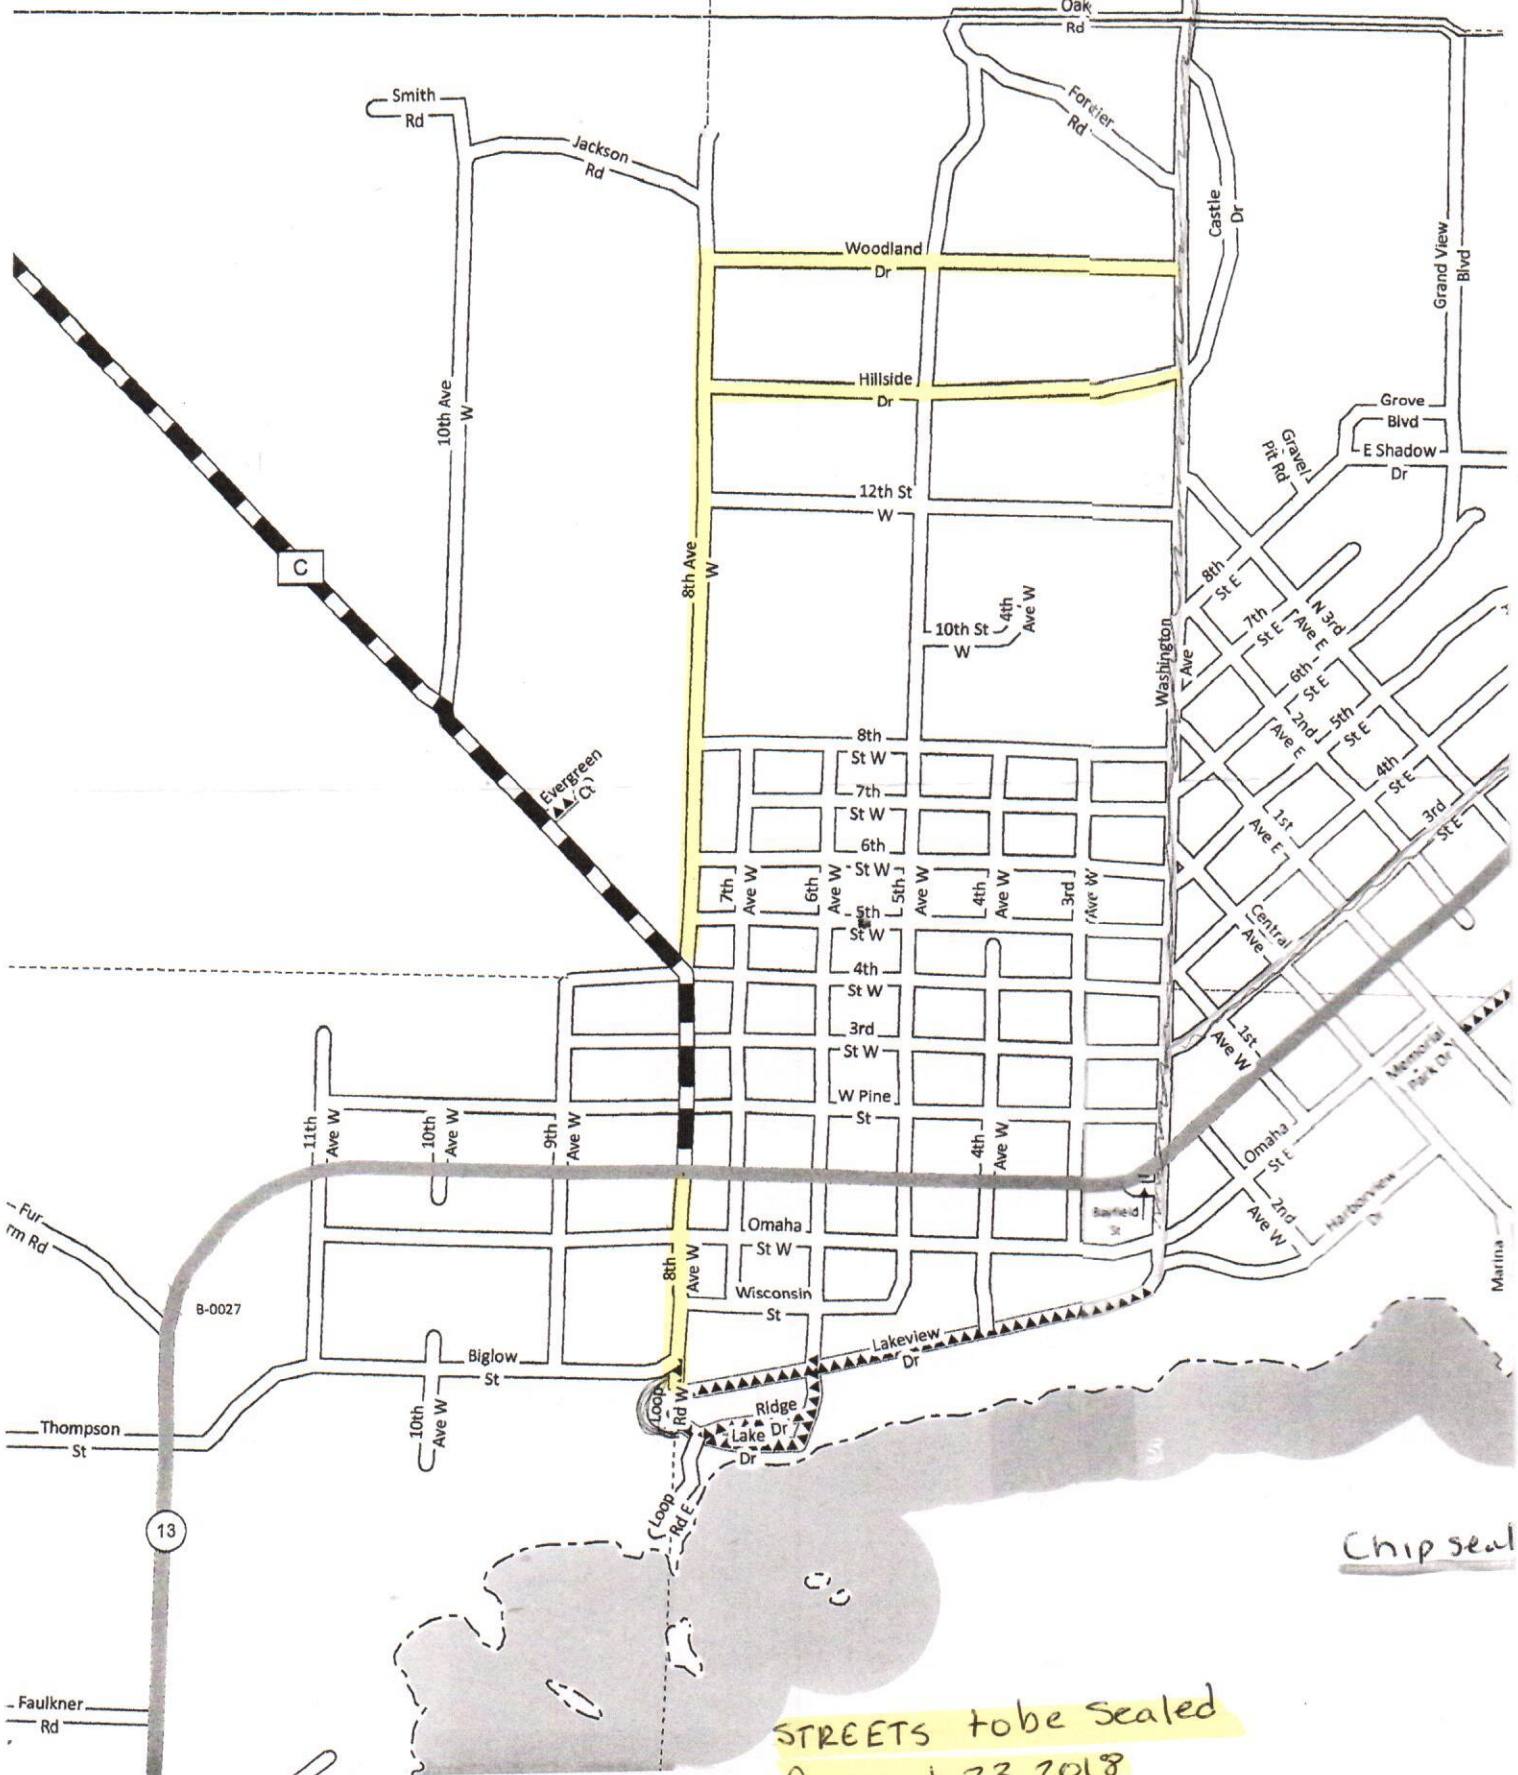 Oak
Rd
Smith
Rd
Jackson
Rd
Fortier
Rd
Castle
Dr
Grand View
Blvd
Woodland
Dr
Hillside
Dr
10th Ave
W
Grove
Blvd
E Shadow
Dr
Gravel
Pit Rd
12th St
W
C
8th Ave
W
8th
St E
7th
St E
N 3rd
Ave E
10th St
W
4th
Ave W
Washington
Ave
6th
St E
2nd
Ave E
5th
St E
4th
St E
3rd
St E
1st
Ave E
Central
Ave
Evergreen
Ct
8th
St W
7th
St W
6th
St W
7th
Ave W
6th
Ave W
5th
Ave W
4th
Ave W
3rd
Ave W
5th
St W
4th
St W
3rd
St W
W Pine
St
1st
Ave W
Memorial
Park Dr
11th
Ave W
10th
Ave W
9th
Ave W
4th
Ave W
Omaha
St E
Bayfield
St
2nd
Ave W
Harborview
Dr
Marina
Fur
rm Rd
B-0027
Omaha
St W
8th
Ave W
Wisconsin
St
Biglow
St
Lakeview
Dr
Loop
Rd W
Ridge
Dr
Lake
Dr
10th
Ave W
Thompson
St
Loop
Rd E
13
Chip seal
Faulkner
Rd
STREETS to be Sealed
23 2018